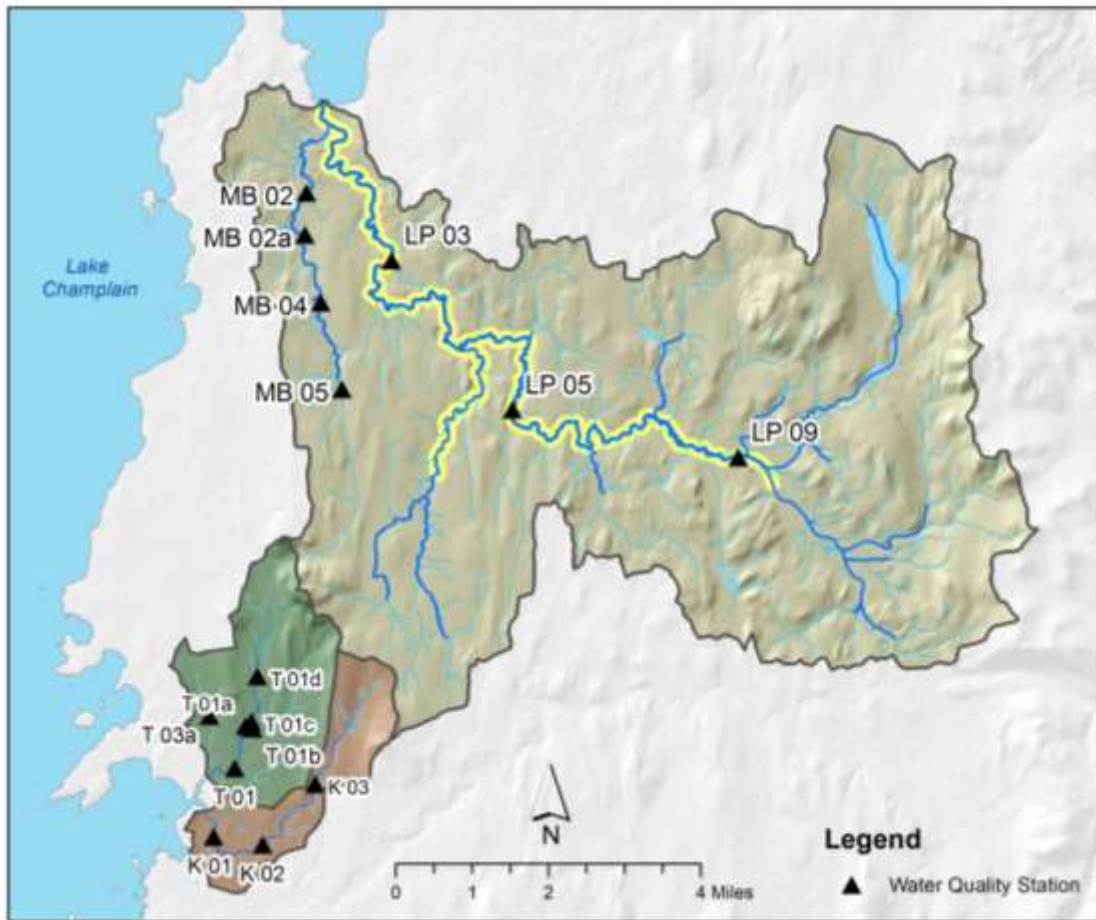 MB 02
LP 03
MB 02a
Lake
Champlain
MB 04
LP 05
MB 05
LP 09
T 01d
T 01a
T 01c
T 03a
T 01b
K 03
T 01
N
Legend
K 01
K 02
0 2 4 Miles
Water Quality Station